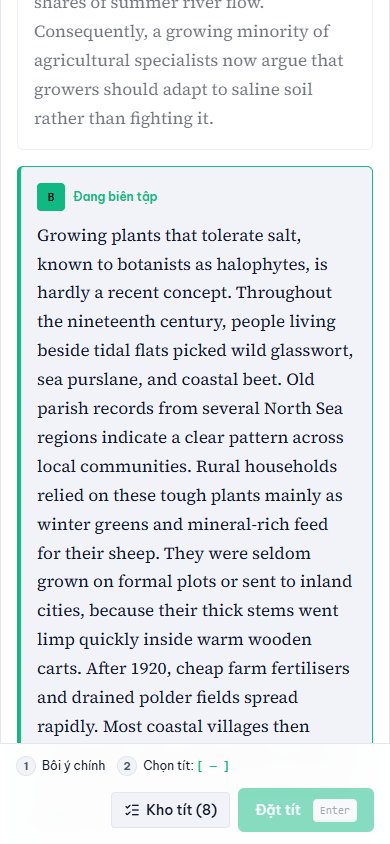 shares of summer river flow.
Consequently, a growing minority of
agricultural specialists now argue that
growers should adapt to saline soil
rather than fighting it.
B Đang biên tập
Growing plants that tolerate salt,
known to botanists as halophytes, is
hardly a recent concept. Throughout
the nineteenth century, people living
beside tidal flats picked wild glasswort,
sea purslane, and coastal beet. Old
parish records from several North Sea
regions indicate a clear pattern across
local communities. Rural households
relied on these tough plants mainly as
winter greens and mineral-rich feed
for their sheep. They were seldom
grown on formal plots or sent to inland
cities, because their thick stems went
limp quickly inside warm wooden
carts. After 1920, cheap farm fertilisers
and drained polder fields spread
rapidly. Most coastal villages then
1 Bôi ý chính 2 Chọn tít: [ – ]
Kho tít (8) Đặt tít Enter